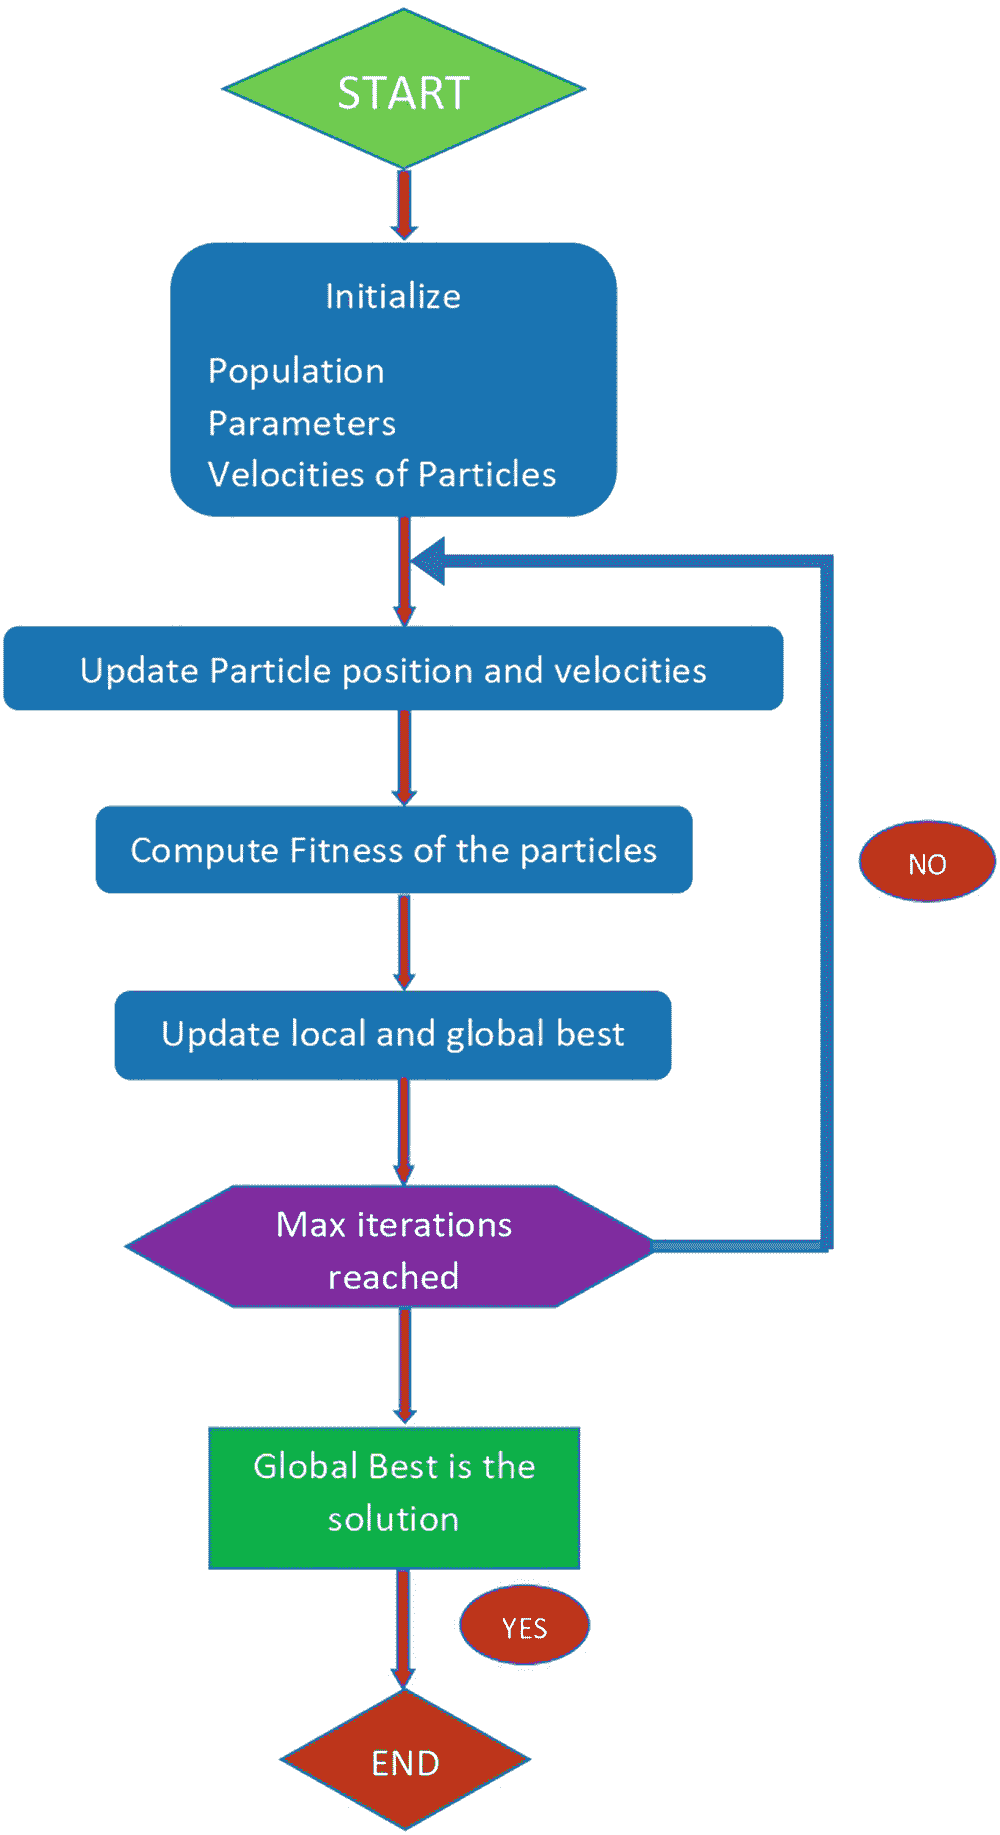 START
Initialize
Population
Parameters
Velocities of Particles
Update Particle position and velocities
Compute Fitness of the particles
NO
Update local and global best
Max iterations
reached
Global Best is the
solution
YES
END